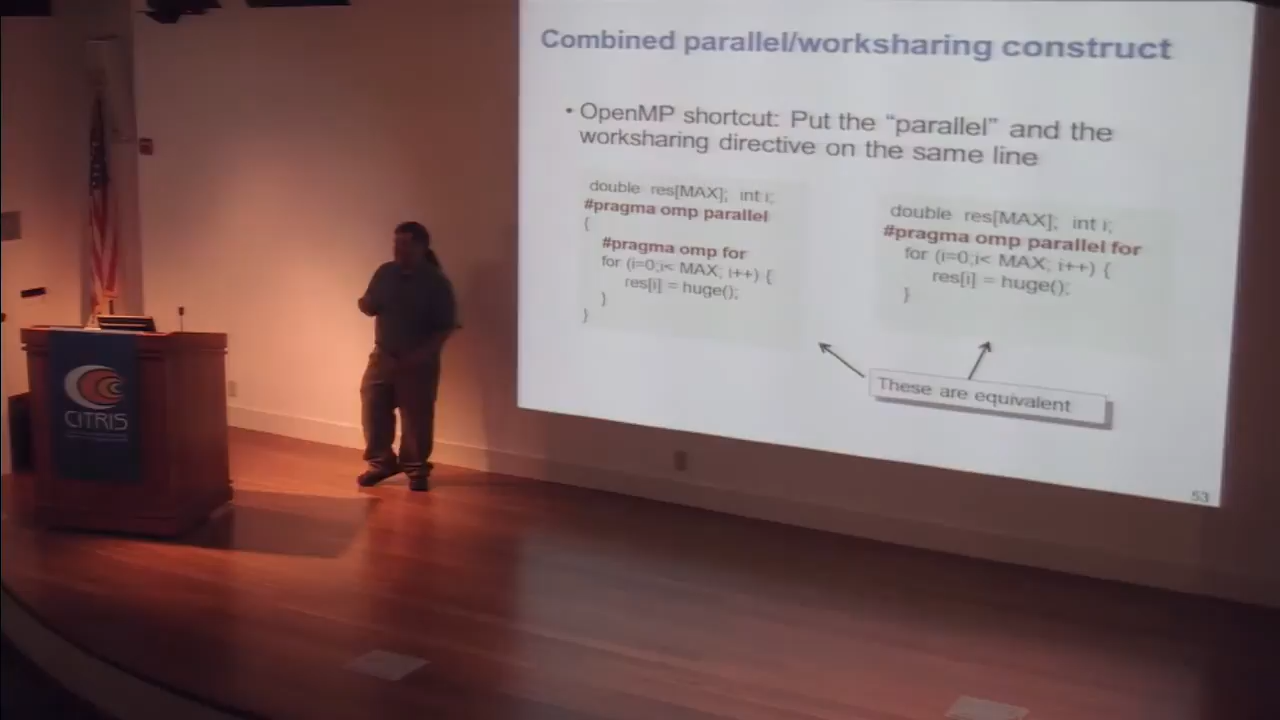 Combined parallel/worksharing construct
• OpenMP shortcut: Put the "parallel" and the
worksharing directive on the same line
double res[MAX]; int i;
#pragma omp parallel
{
#pragma omp for
for (i=0;i< MAX; i++) {
res[i] = huge();
}
}
double res[MAX]; int i;
#pragma omp parallel for
for (i=0;i< MAX; i++) {
res[i] = huge();
}
These are equivalent
53
CiTRIS